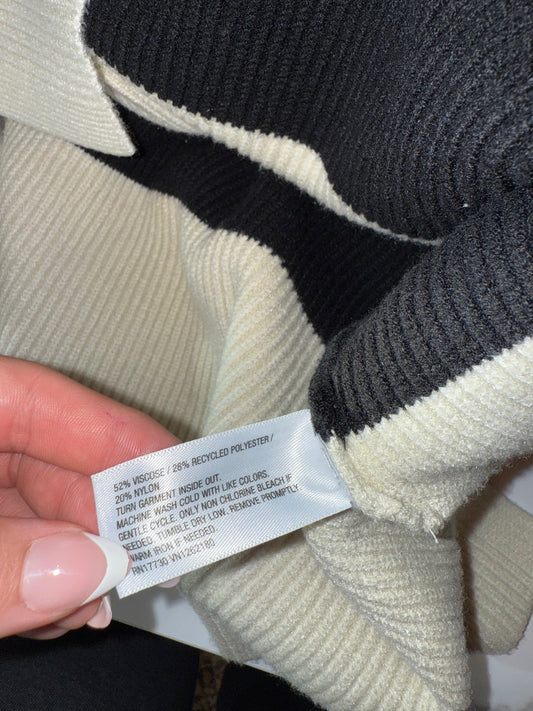 52% VISCOSE / 28% RECYCLED POLYESTER /
20% NYLON
TURN GARMENT INSIDE OUT.
MACHINE WASH COLD WITH LIKE COLORS.
GENTLE CYCLE. ONLY NON CHLORINE BLEACH IF
NEEDED. TUMBLE DRY LOW. REMOVE PROMPTLY.
WARM IRON IF NEEDED.
RN17730 VN1262180